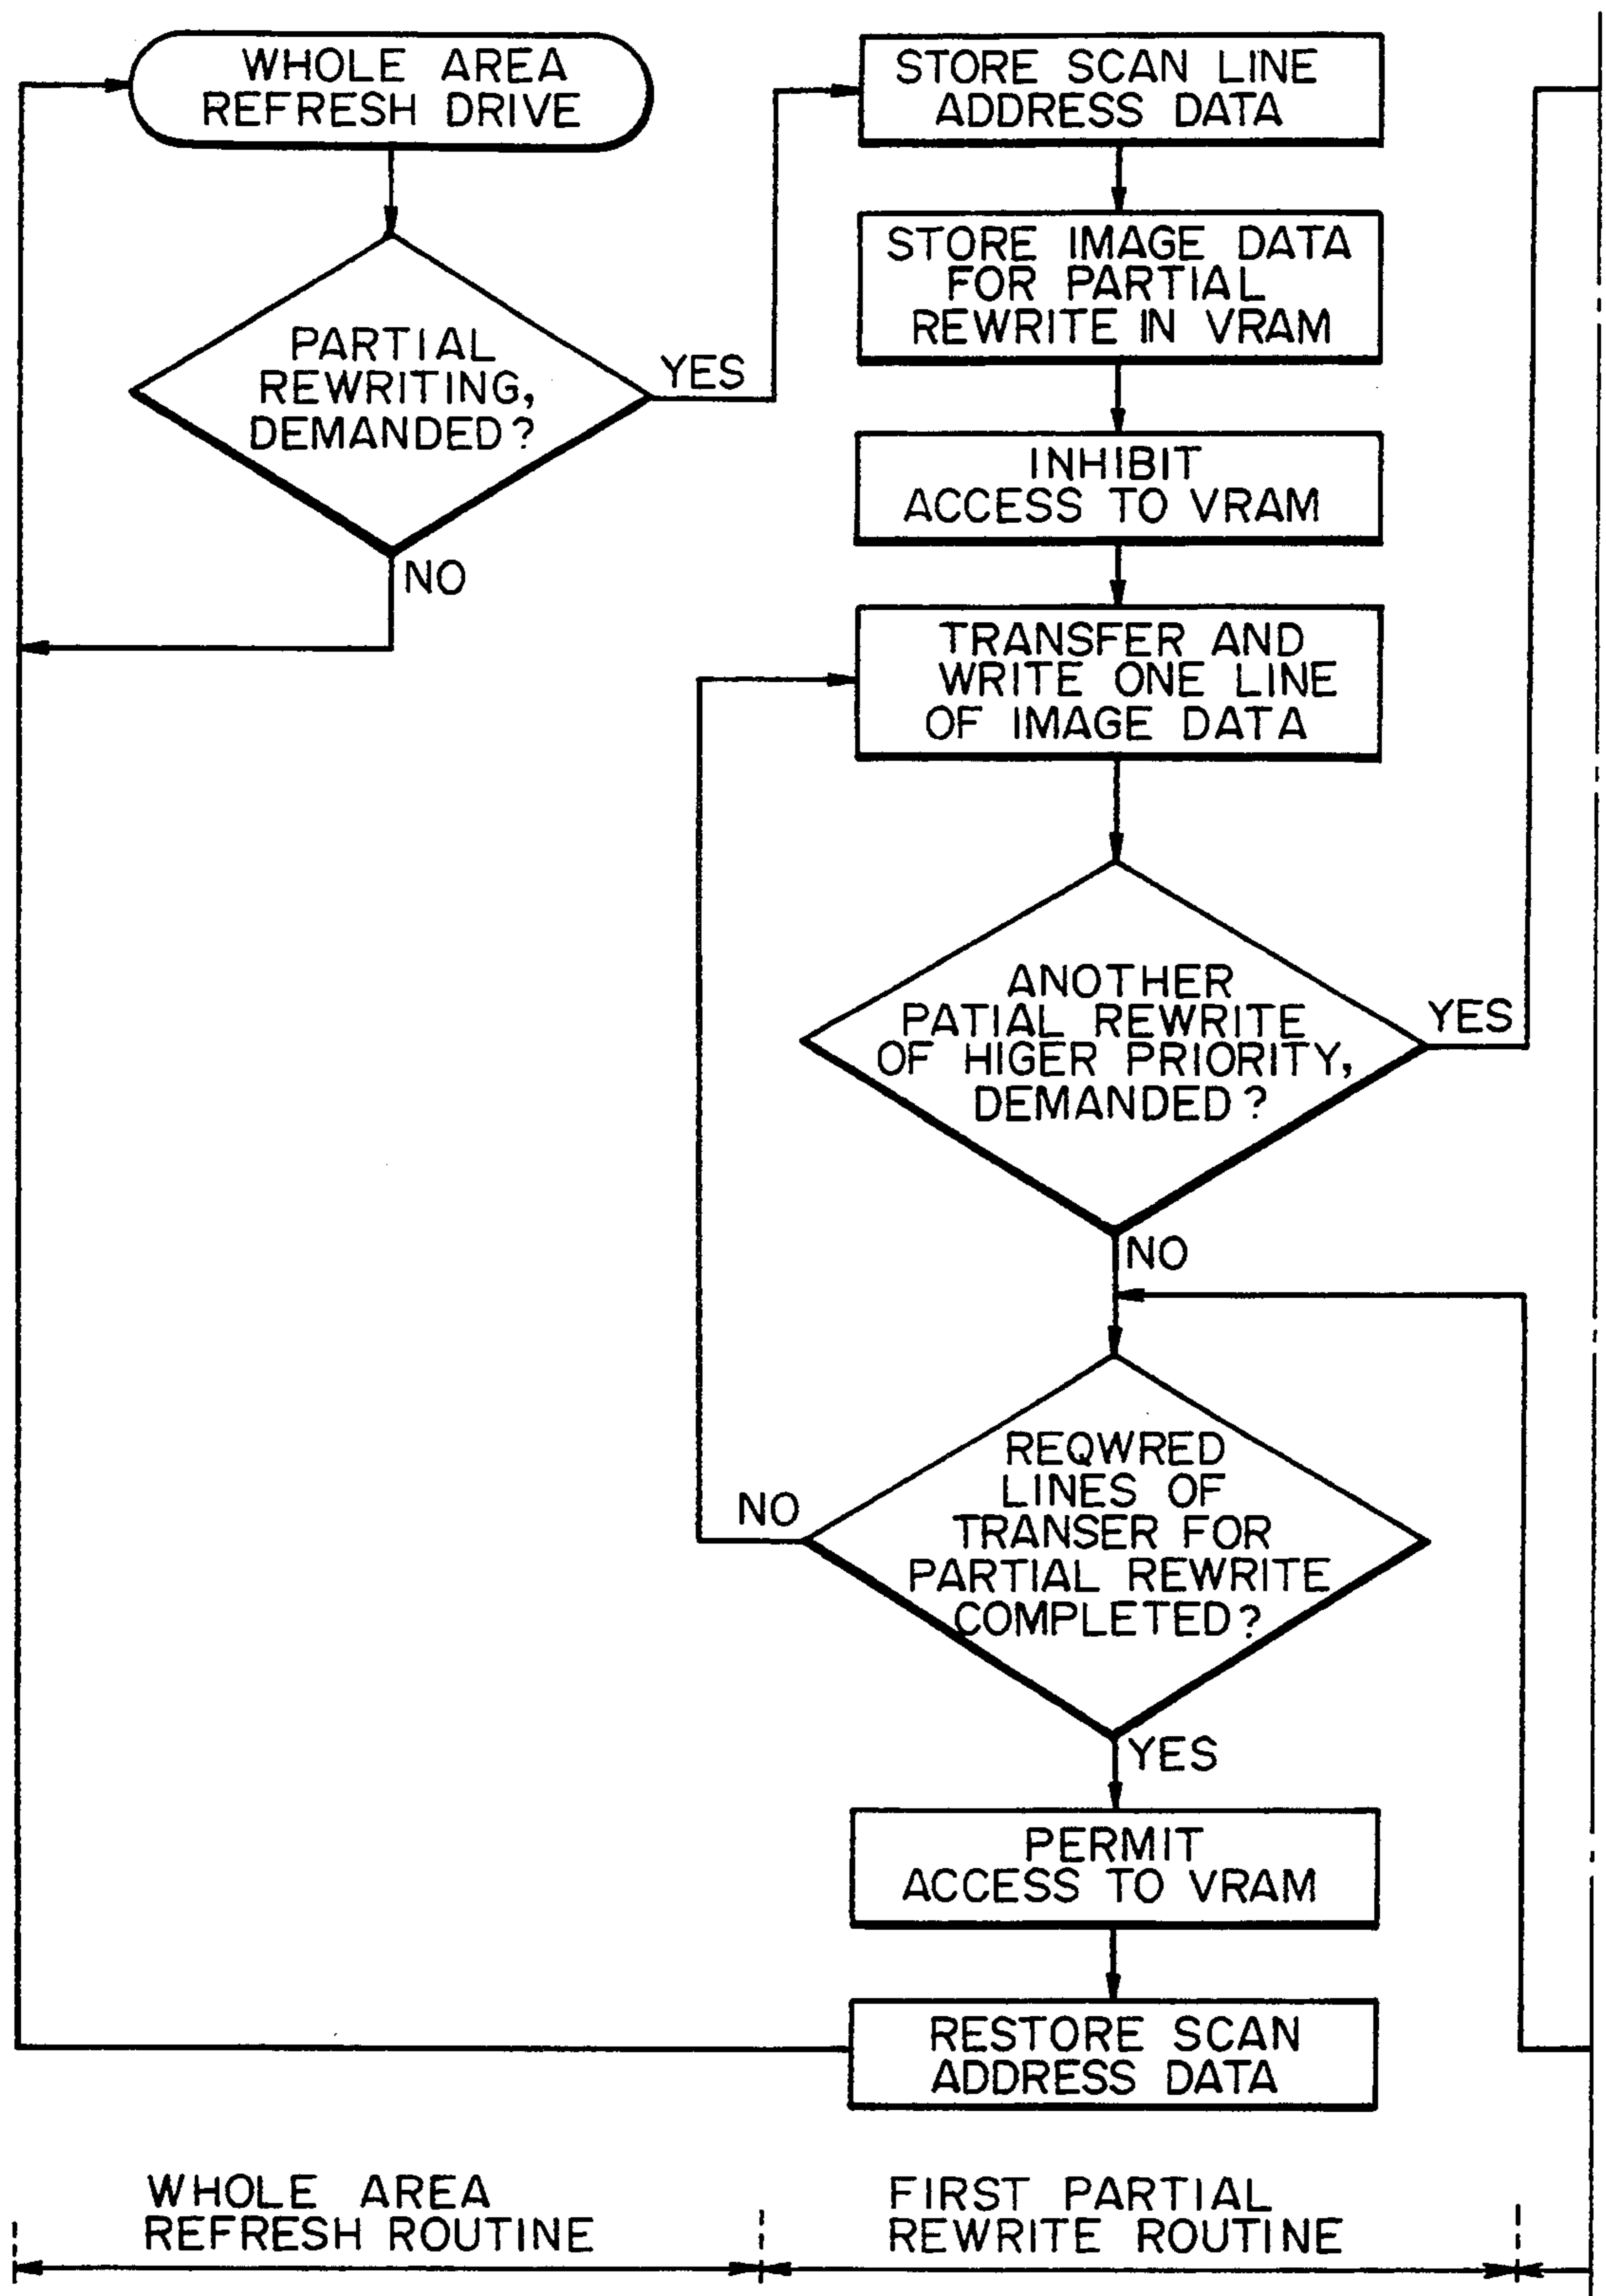 WHOLE AREA
REFRESH DRIVE
PARTIAL
REWRITING,
DEMANDED?
YES
NO
STORE SCAN LINE
ADDRESS DATA
STORE IMAGE DATA
FOR PARTIAL
REWRITE IN VRAM
INHIBIT
ACCESS TO VRAM
TRANSFER AND
WRITE ONE LINE
OF IMAGE DATA
ANOTHER
PATIAL REWRITE
OF HIGER PRIORITY,
DEMANDED?
YES
NO
REQWRED
LINES OF
TRANSER FOR
PARTIAL REWRITE
COMPLETED?
NO
YES
PERMIT
ACCESS TO VRAM
RESTORE SCAN
ADDRESS DATA
WHOLE AREA
REFRESH ROUTINE
FIRST PARTIAL
REWRITE ROUTINE